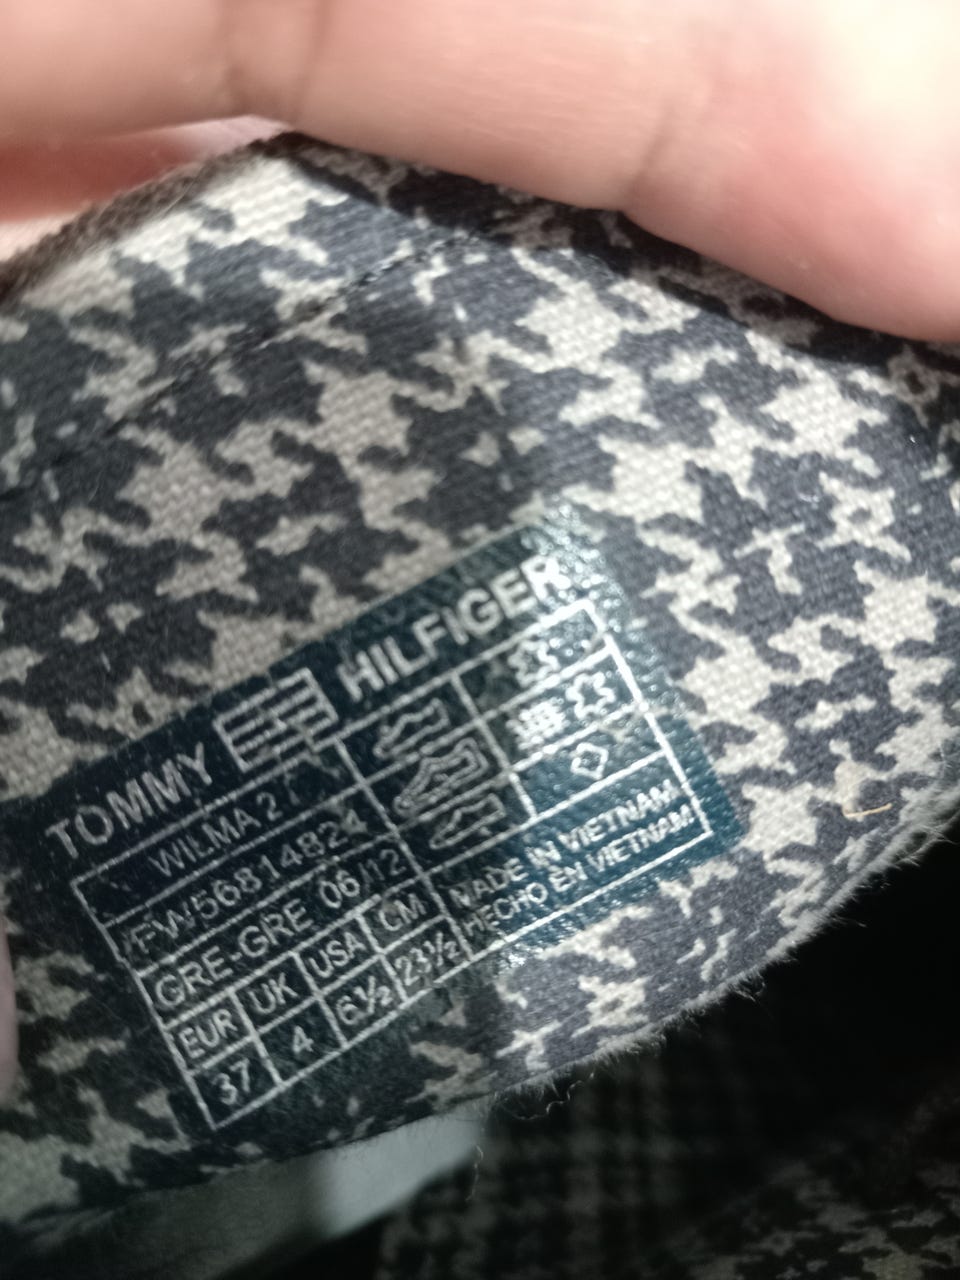 TOMMY HILFIGER
WILMA 2
FW56814824
GRE-GRE 06/12
EUR UK USA CM
37 4 6½ 23½
MADE IN VIETNAM
HECHO EN VIETNAM